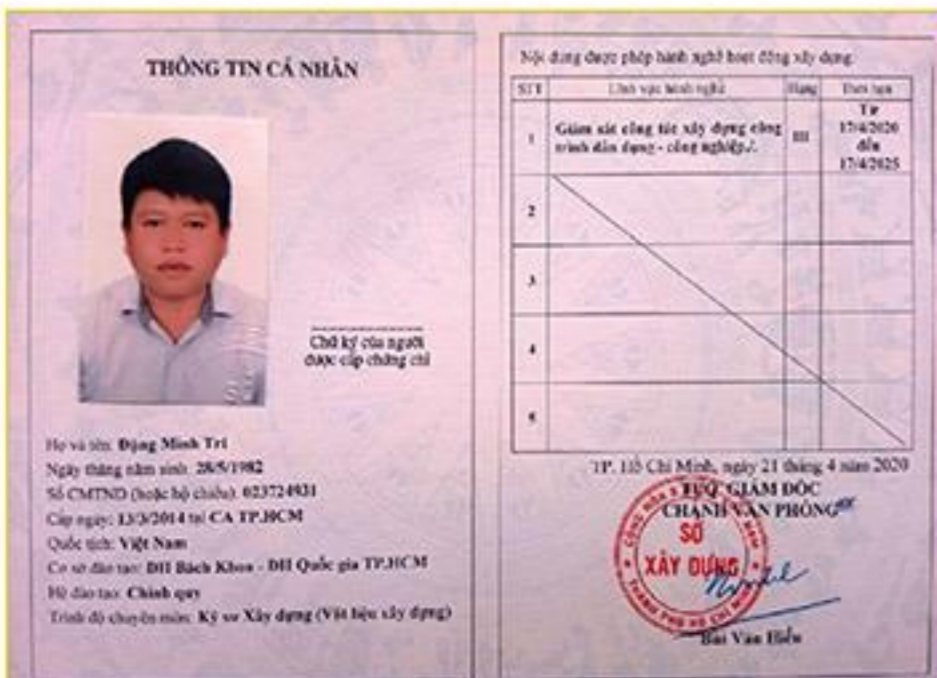 THÔNG TIN CÁ NHÂN
Chữ ký của người
được cấp chứng chỉ
Họ và tên: Đặng Minh Trí
Ngày tháng năm sinh: 28/5/1982
Số CMTND (hoặc hộ chiếu): 023724931
Cấp ngày: 13/3/2014 tại CA TP.HCM
Quốc tịch: Việt Nam
Cơ sở đào tạo: ĐH Bách Khoa - ĐH Quốc gia TP.HCM
Hệ đào tạo: Chính quy
Trình độ chuyên môn: Kỹ sư Xây dựng (Vật liệu xây dựng)
Nội dung được phép hành nghề hoạt động xây dựng:
STT Lĩnh vực hành nghề Hạng Thời hạn
1 Giám sát công tác xây dựng công trình dân dụng - công nghiệp./. III Từ 17/4/2020 đến 17/4/2025
2
3
4
5
TP. Hồ Chí Minh, ngày 21 tháng 4 năm 2020
TUQ. GIÁM ĐỐC
CHÁNH VĂN PHÒNG
SỞ
XÂY DỰNG
THÀNH PHỐ HỒ CHÍ MINH
Bùi Văn Hiếu